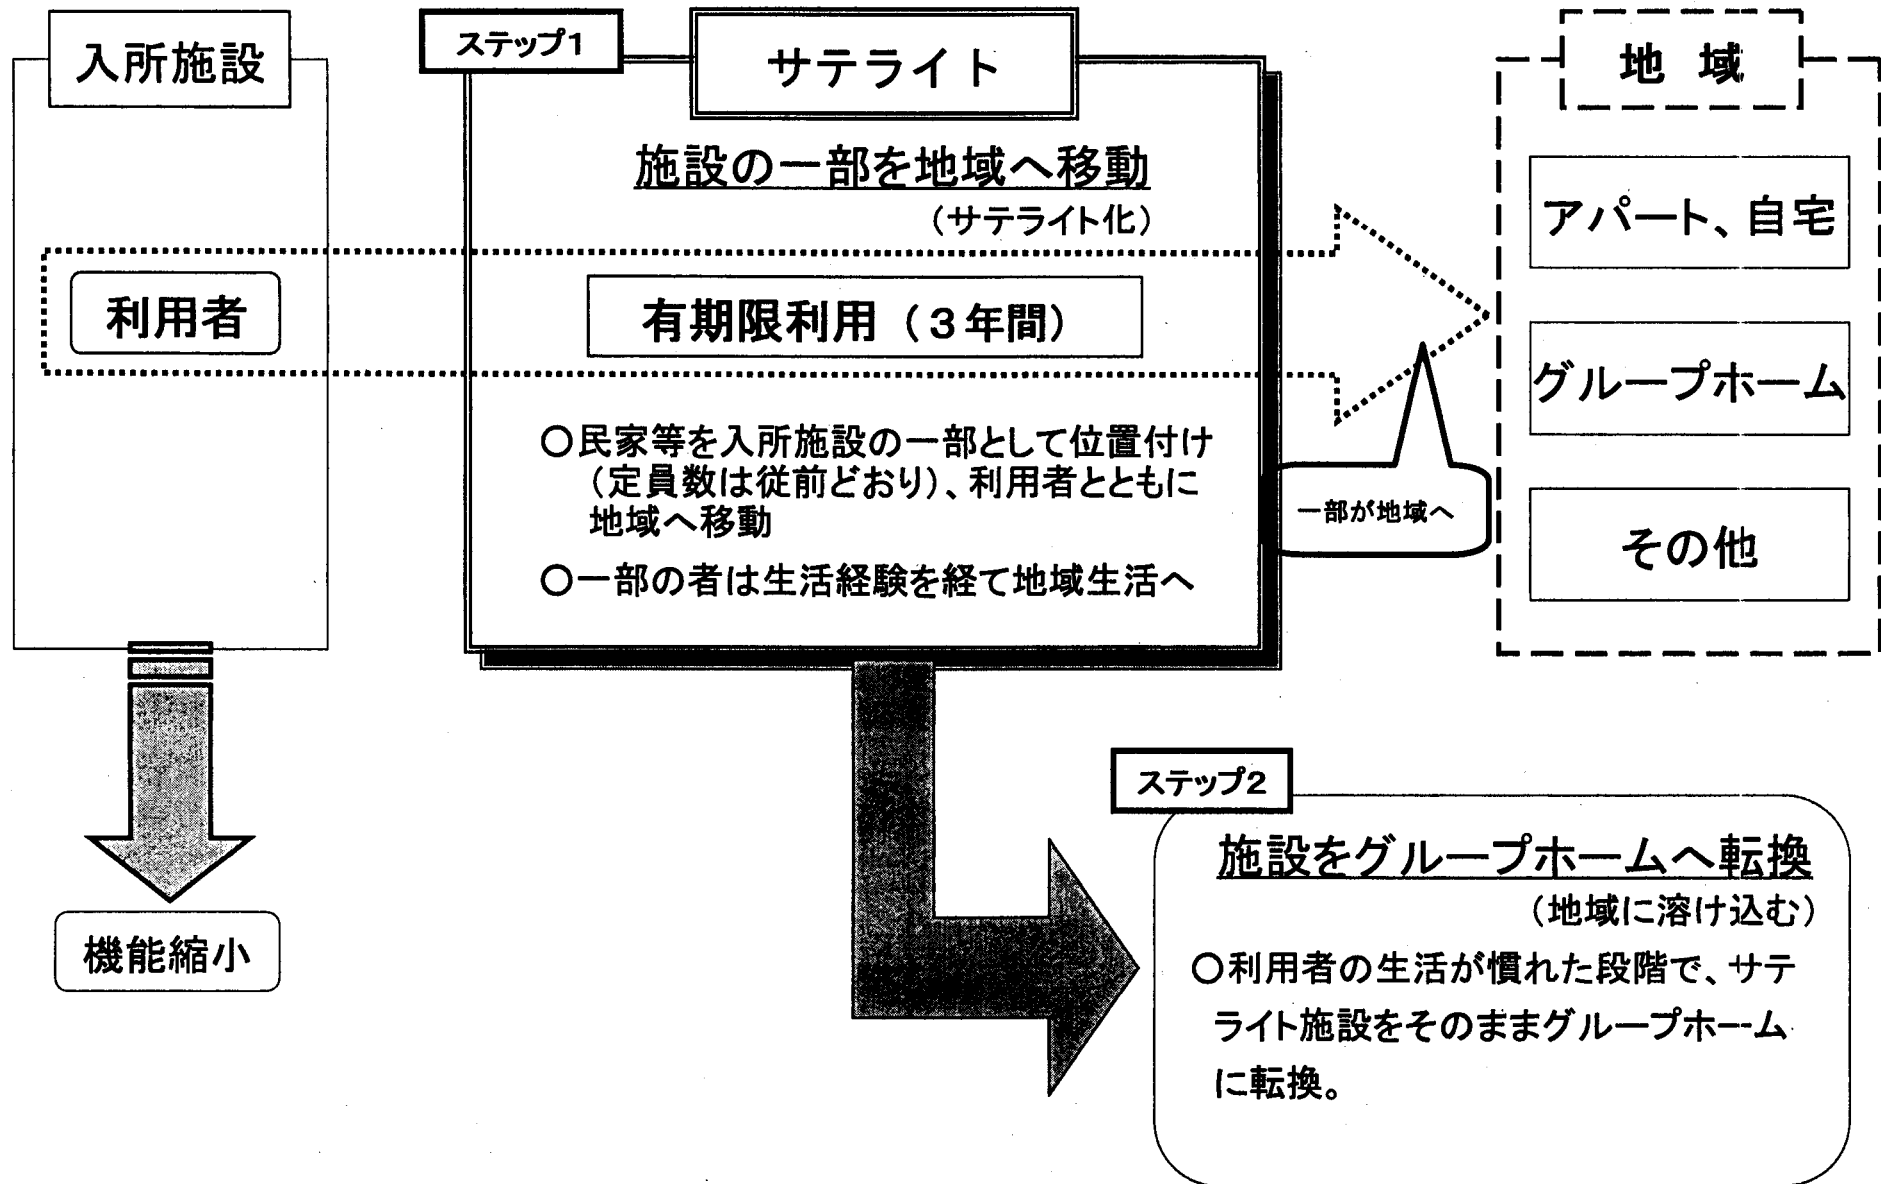 入所施設
利用者
機能縮小
ステップ1
サテライト
施設の一部を地域へ移動
（サテライト化）
有期限利用（３年間）
○民家等を入所施設の一部として位置付け
（定員数は従前どおり）、利用者とともに
地域へ移動
○一部の者は生活経験を経て地域生活へ
一部が地域へ
地 域
アパート、自宅
グループホーム
その他
ステップ2
施設をグループホームへ転換
（地域に溶け込む）
○利用者の生活が慣れた段階で、サテ
ライト施設をそのままグループホーム
に転換。